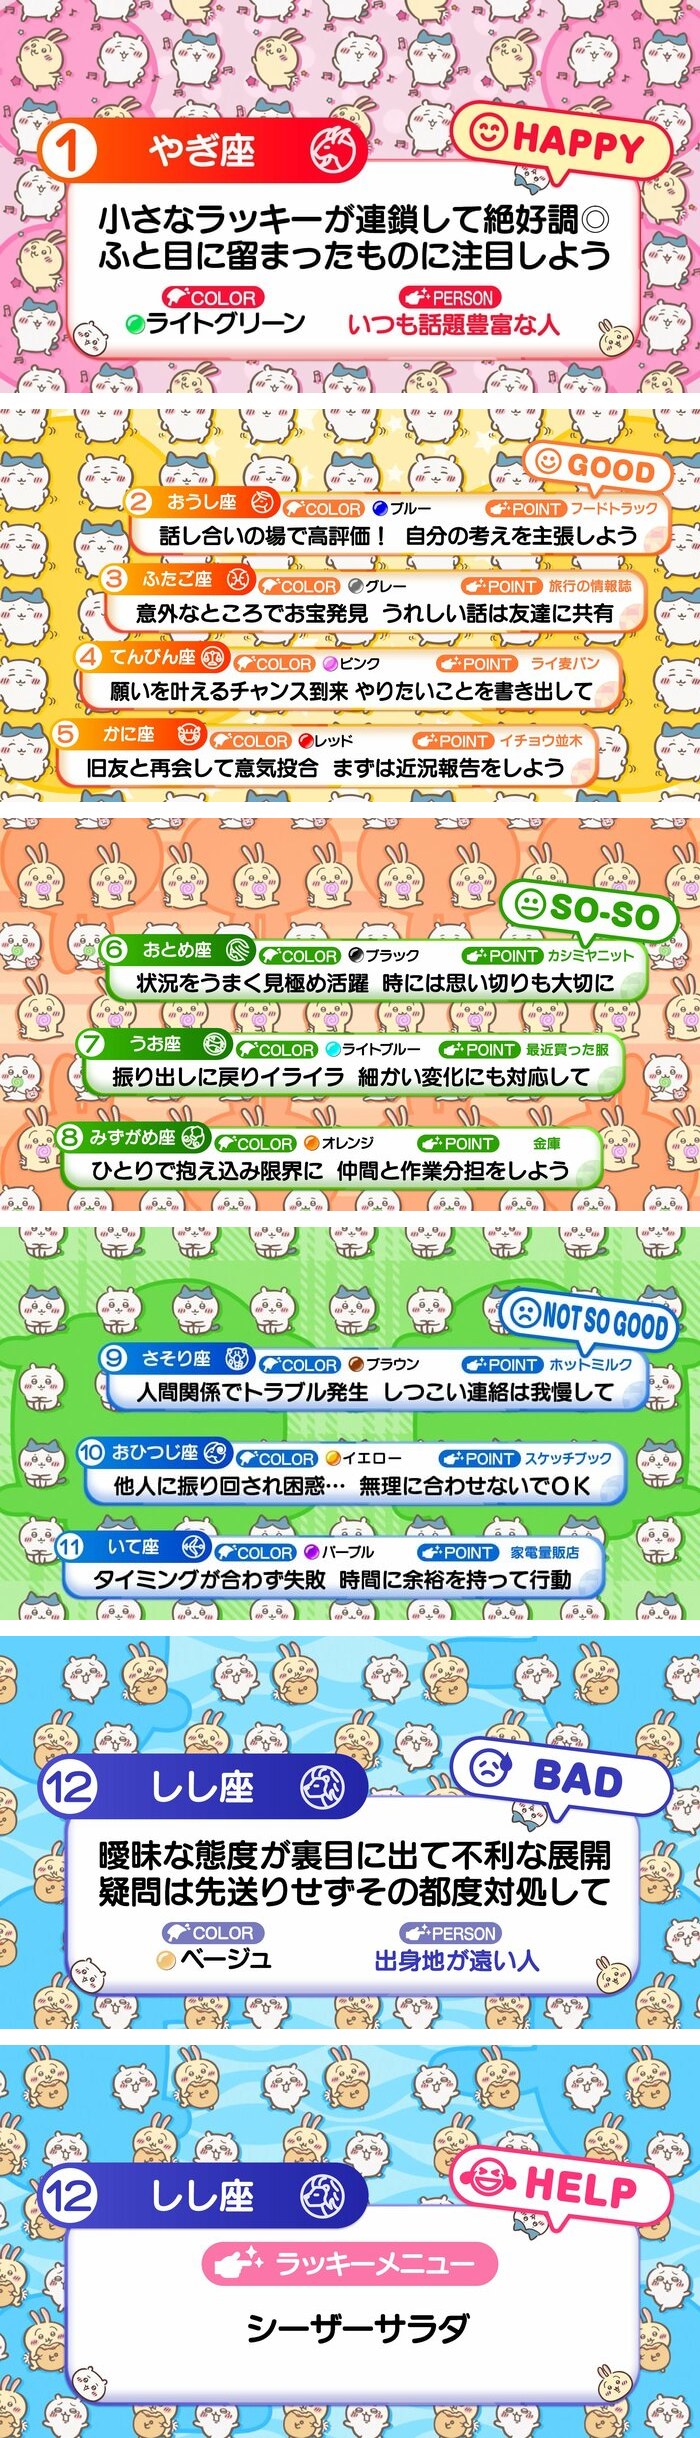 1 やぎ座 HAPPY
小さなラッキーが連鎖して絶好調◎
ふと目に留まったものに注目しよう
COLOR PERSON
ライトグリーン いつも話題豊富な人
GOOD
2 おうし座 COLOR ブルー POINT フードトラック
話し合いの場で高評価！ 自分の考えを主張しよう
3 ふたご座 COLOR グレー POINT 旅行の情報誌
意外なところでお宝発見 うれしい話は友達に共有
4 てんびん座 COLOR ピンク POINT ライ麦パン
願いを叶えるチャンス到来 やりたいことを書き出して
5 かに座 COLOR レッド POINT イチョウ並木
旧友と再会して意気投合 まずは近況報告をしよう
SO-SO
6 おとめ座 COLOR ブラック POINT カシミヤニット
状況をうまく見極め活躍 時には思い切りも大切に
7 うお座 COLOR ライトブルー POINT 最近買った服
振り出しに戻りイライラ 細かい変化にも対応して
8 みずがめ座 COLOR オレンジ POINT 金庫
ひとりで抱え込み限界に 仲間と作業分担をしよう
NOT SO GOOD
9 さそり座 COLOR ブラウン POINT ホットミルク
人間関係でトラブル発生 しつこい連絡は我慢して
10 おひつじ座 COLOR イエロー POINT スケッチブック
他人に振り回され困惑… 無理に合わせないでOK
11 いて座 COLOR パープル POINT 家電量販店
タイミングが合わず失敗 時間に余裕を持って行動
12 しし座 BAD
曖昧な態度が裏目に出て不利な展開
疑問は先送りせずその都度対処して
COLOR PERSON
ベージュ 出身地が遠い人
12 しし座 HELP
ラッキーメニュー
シーザーサラダ